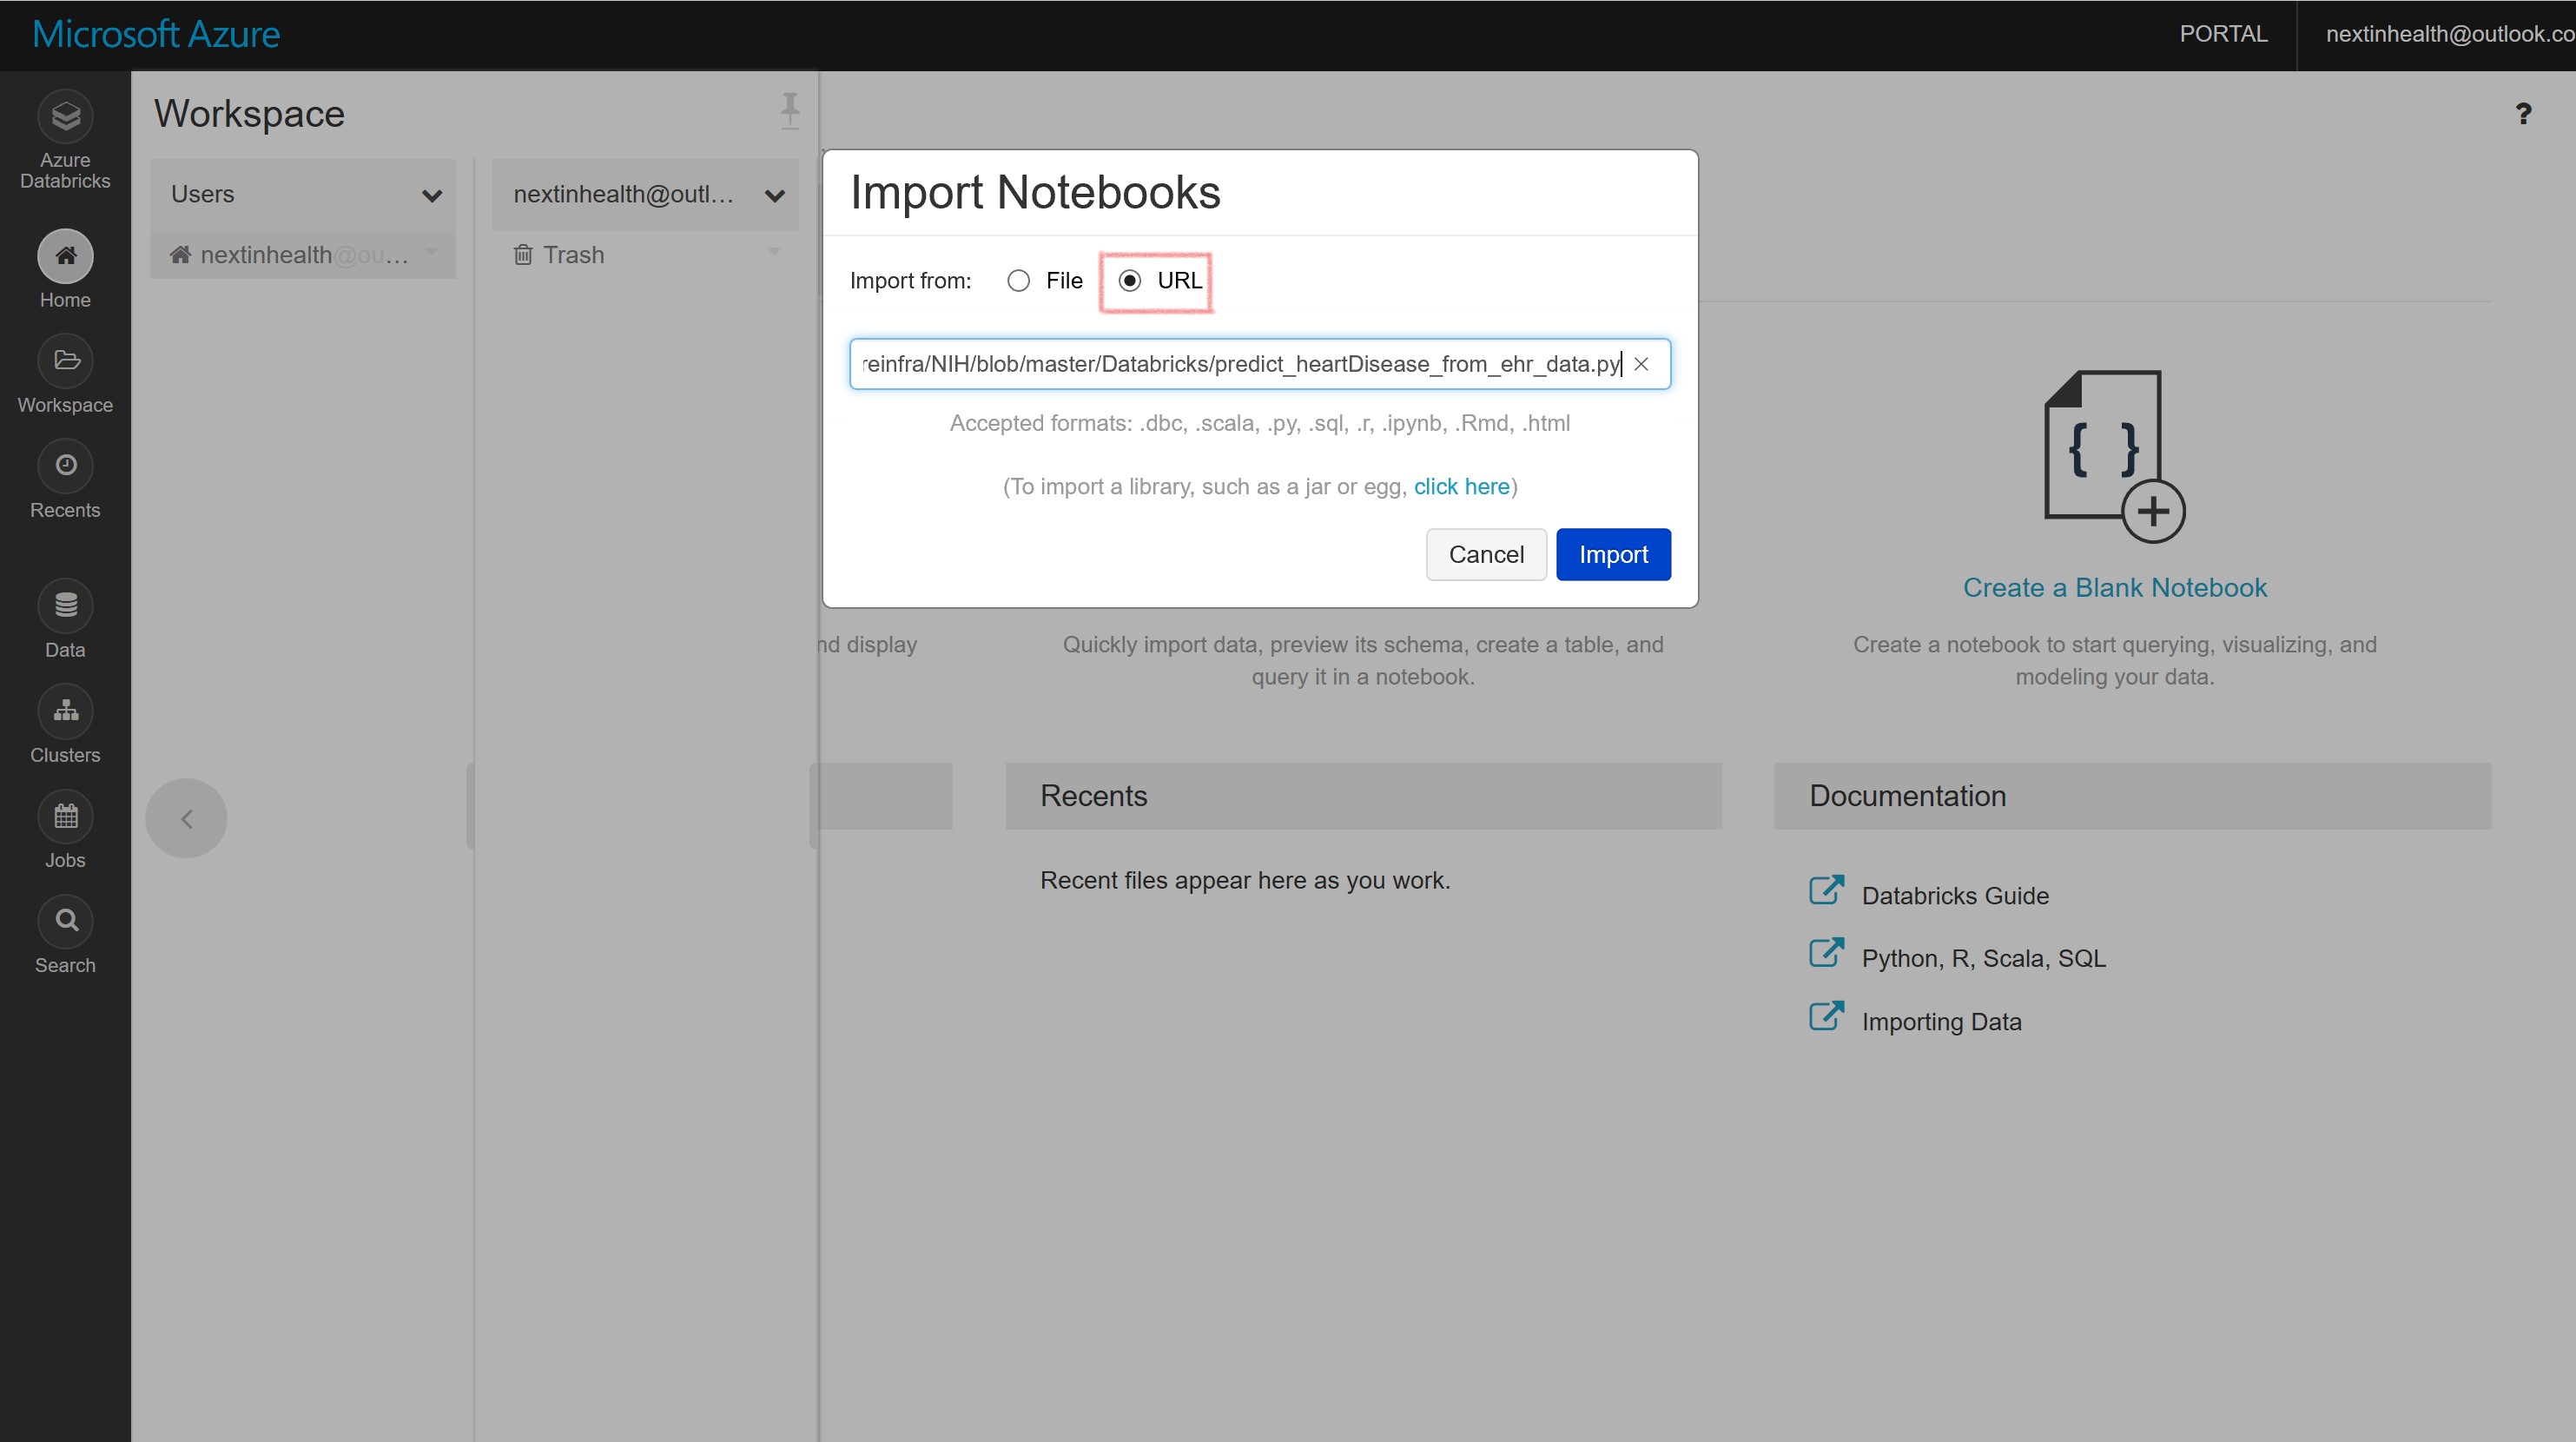 Microsoft Azure
PORTAL
nextinhealth@outlook.co
Azure
Databricks
Home
Workspace
Recents
Data
Clusters
Jobs
Search
Workspace
Users
nextinhealth@ou...
nextinhealth@outl...
Trash
?
Import Notebooks
Import from:
File
URL
reinfra/NIH/blob/master/Databricks/predict_heartDisease_from_ehr_data.py
Accepted formats: .dbc, .scala, .py, .sql, .r, .ipynb, .Rmd, .html
(To import a library, such as a jar or egg, click here)
Cancel
Import
nd display
Quickly import data, preview its schema, create a table, and
query it in a notebook.
{ }
Create a Blank Notebook
Create a notebook to start querying, visualizing, and
modeling your data.
Recents
Recent files appear here as you work.
Documentation
Databricks Guide
Python, R, Scala, SQL
Importing Data